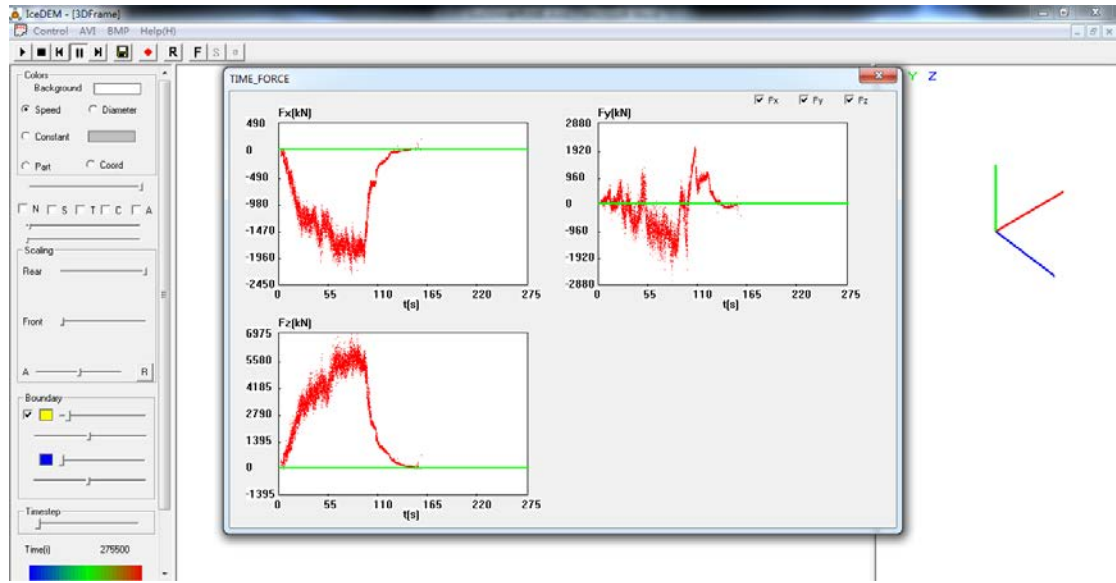 IceDEM - [3DFrame]
Control AVI BMP Help(H)
R F S
Colors
Background
Speed Diameter
Constant
Part Coord
N S T C A
Scaling
Rear
Front
A R
Boundary
Timestep
Time(i) 275500
TIME_FORCE
Fx Fy Fz
Fx(kN)
490
0
-490
-980
-1470
-1960
-2450
0 55 110 165 220 275
t[s]
Fy(kN)
2880
1920
960
0
-960
-1920
-2880
0 55 110 165 220 275
t[s]
Fz(kN)
6975
5580
4185
2790
1395
0
-1395
0 55 110 165 220 275
t[s]
Y Z